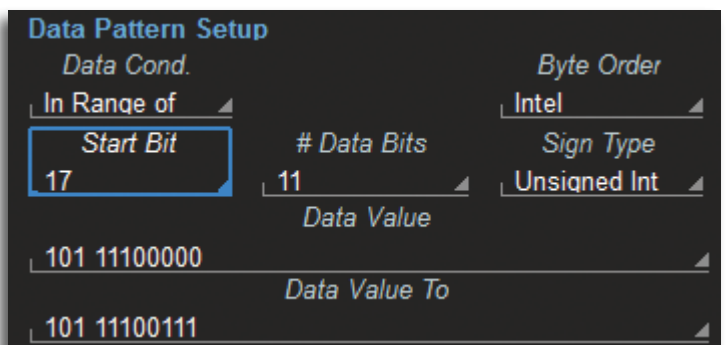 Data Pattern Setup
Data Cond. Byte Order
In Range of Intel
Start Bit # Data Bits Sign Type
17 11 Unsigned Int
Data Value
101 11100000
Data Value To
101 11100111